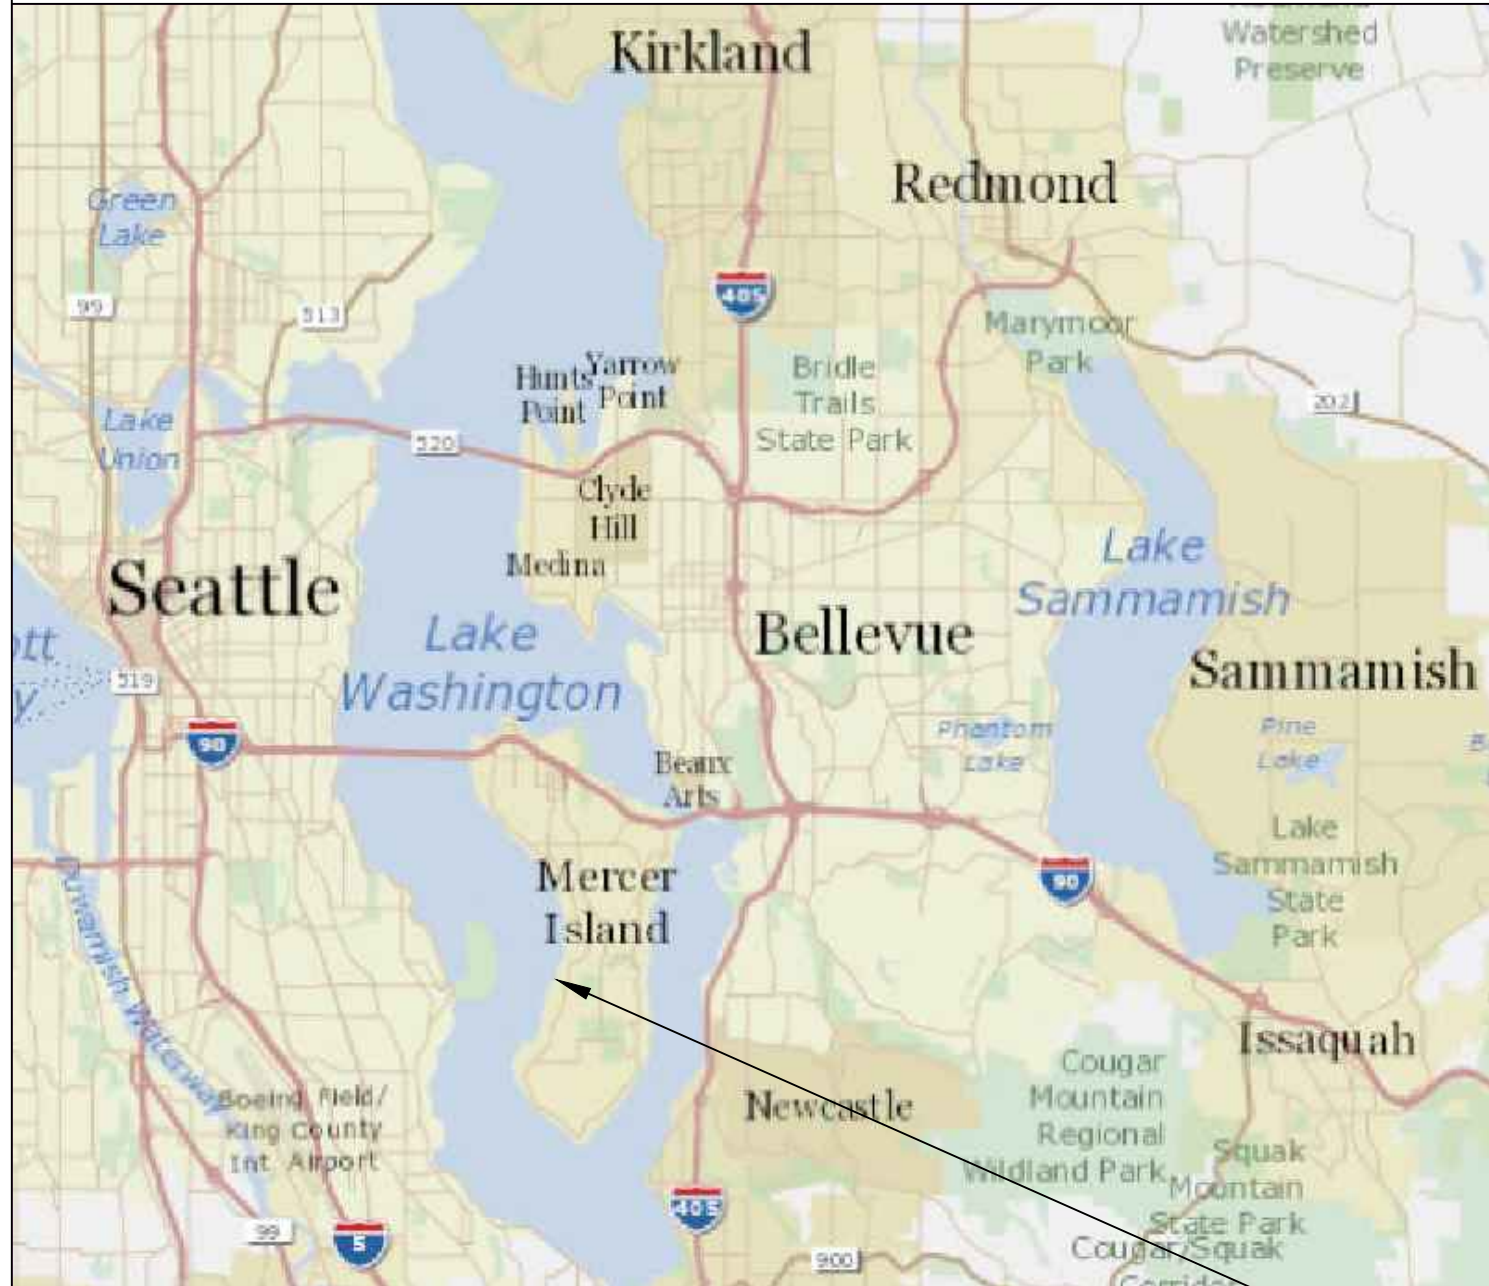 Watershed
Preserve
Kirkland
Redmond
Green
Lake
99
513
405
Marymoor
Park
Hunts
Point
Yarrow
Point
Bridle
Trails
State Park
202
Lake
Union
520
Clyde
Hill
Medina
Seattle
Lake
Washington
Bellevue
Lake
Sammamish
Sammamish
519
90
Phantom
Lake
Pine
Lake
Beaux
Arts
Lake
Sammamish
State
Park
Mercer
Island
90
Duwamish Waterway
Issaquah
Boeing Field/
King County
Int Airport
Newcastle
Cougar
Mountain
Regional
Wildland Park
Squak
Mountain
State Park
Cougar/Squak
405
99
5
900